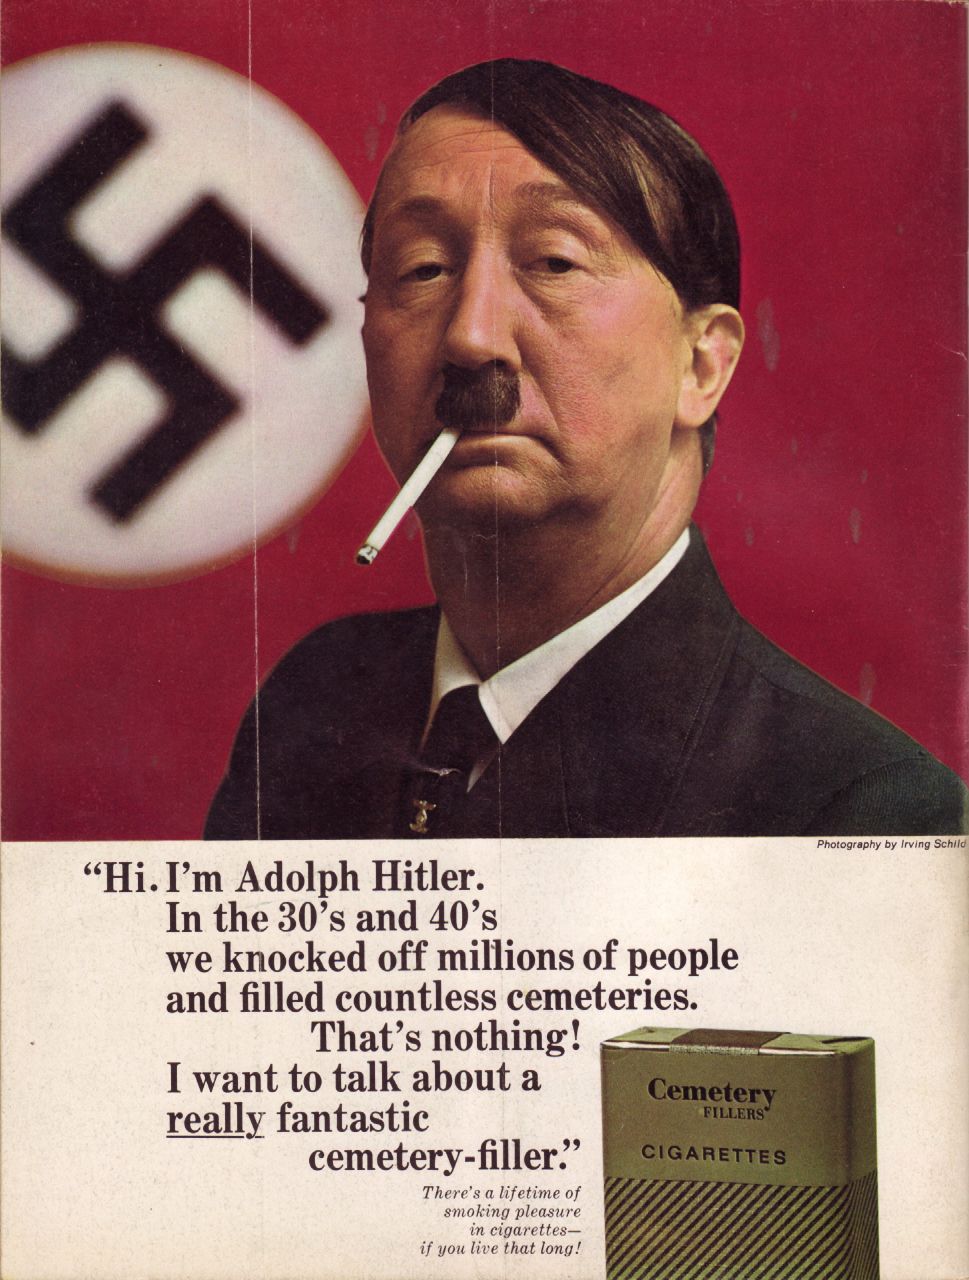 Photography by Irving Schild
“Hi. I’m Adolph Hitler.
In the 30’s and 40’s
we knocked off millions of people
and filled countless cemeteries.
That’s nothing!
I want to talk about a
really fantastic
cemetery-filler.”
There’s a lifetime of
smoking pleasure
in cigarettes—
if you live that long!
Cemetery
FILLERS
CIGARETTES